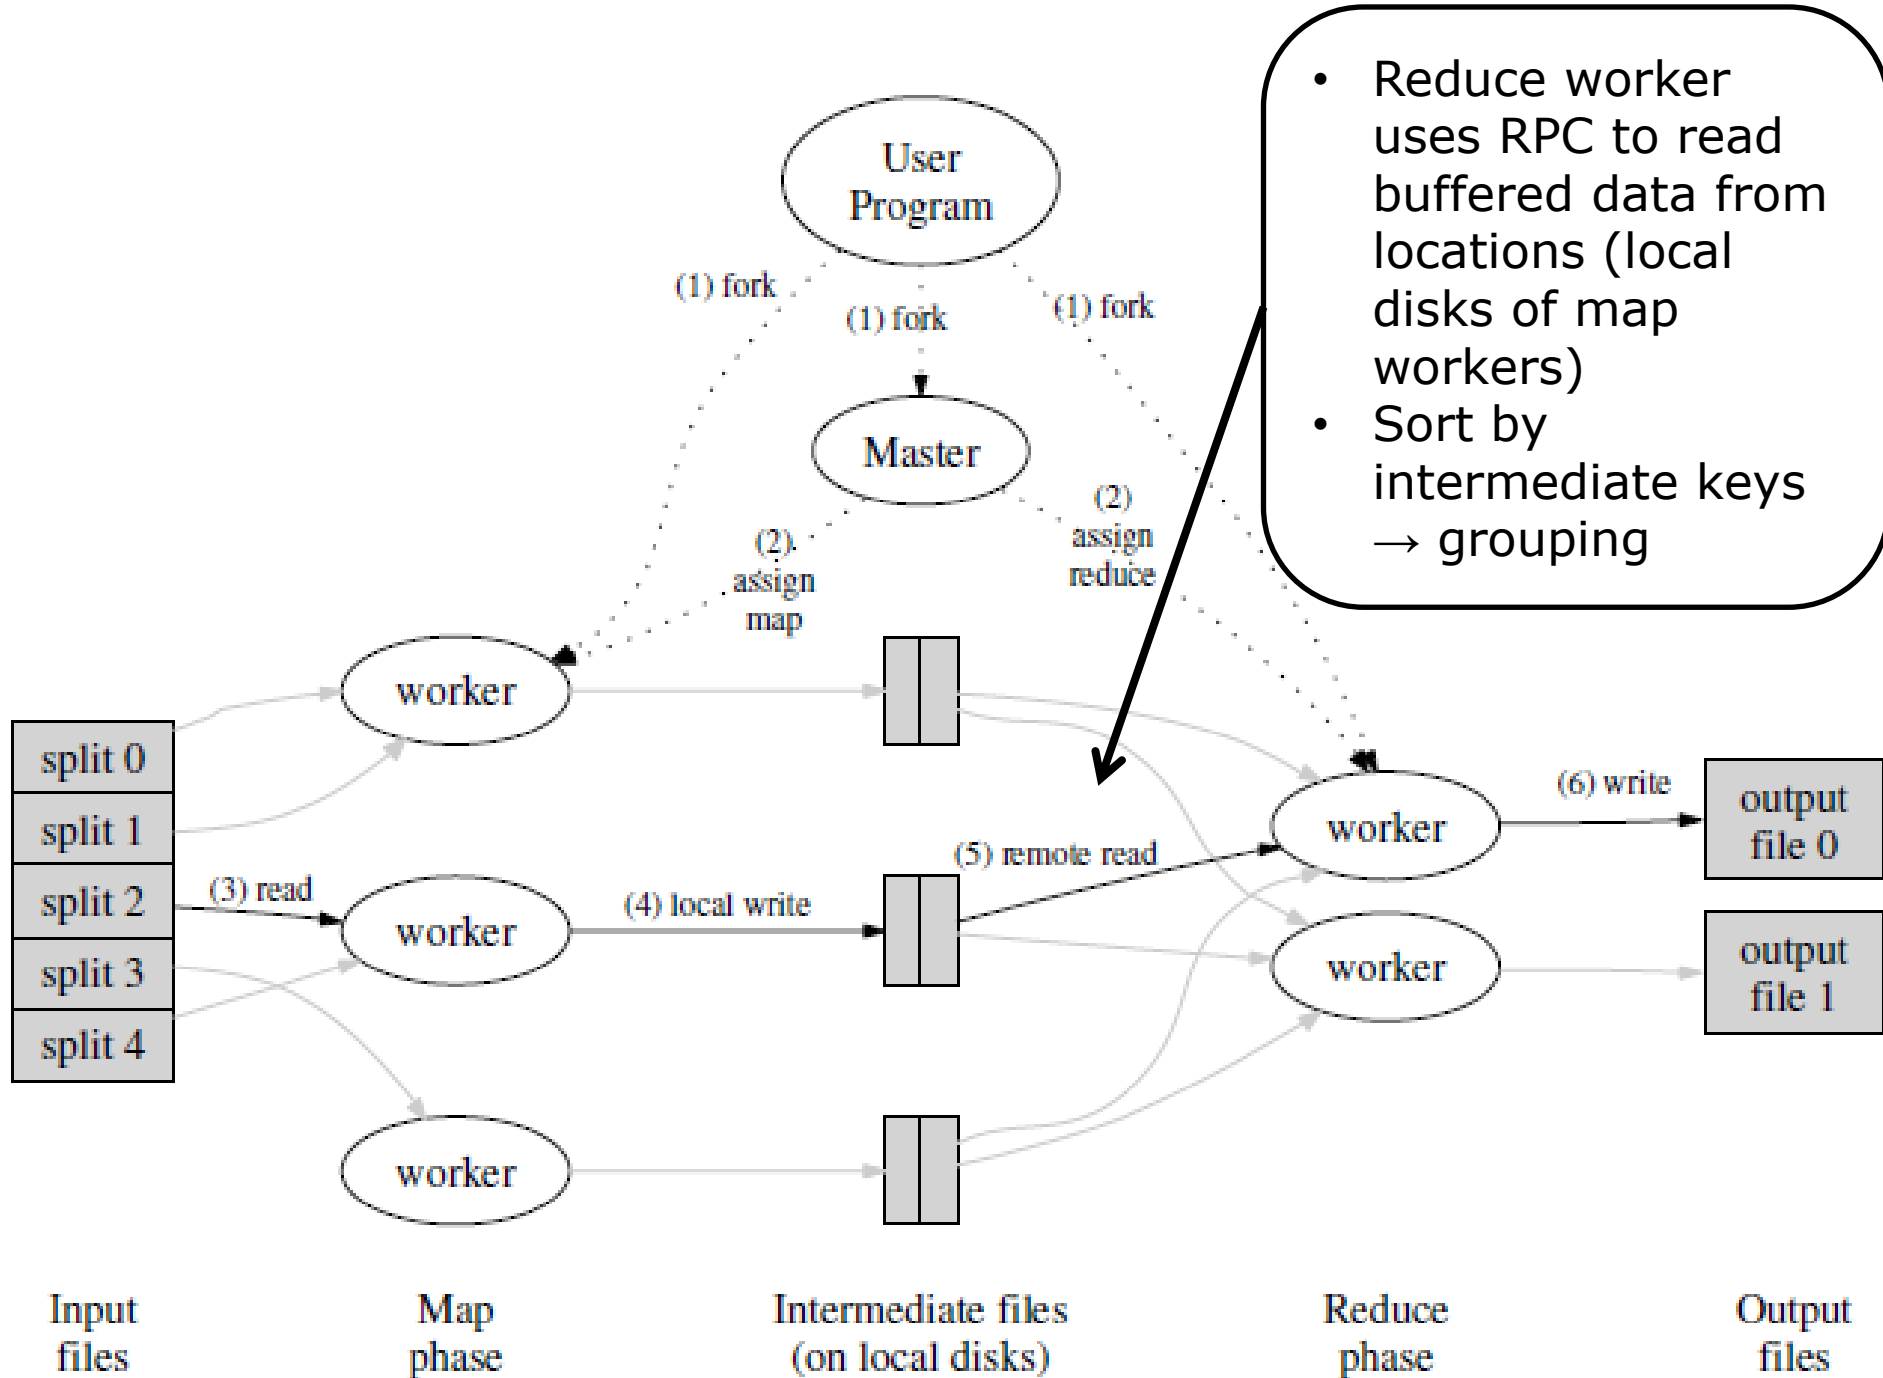 • Reduce worker
uses RPC to read
buffered data from
locations (local
disks of map
workers)
• Sort by
intermediate keys
→ grouping
User
Program
(1) fork
(1) fork
(1) fork
Master
(2)
assign
map
(2)
assign
reduce
split 0
split 1
split 2
split 3
split 4
(3) read
worker
worker
worker
(4) local write
(5) remote read
worker
worker
(6) write
output
file 0
output
file 1
Input
files
Map
phase
Intermediate files
(on local disks)
Reduce
phase
Output
files